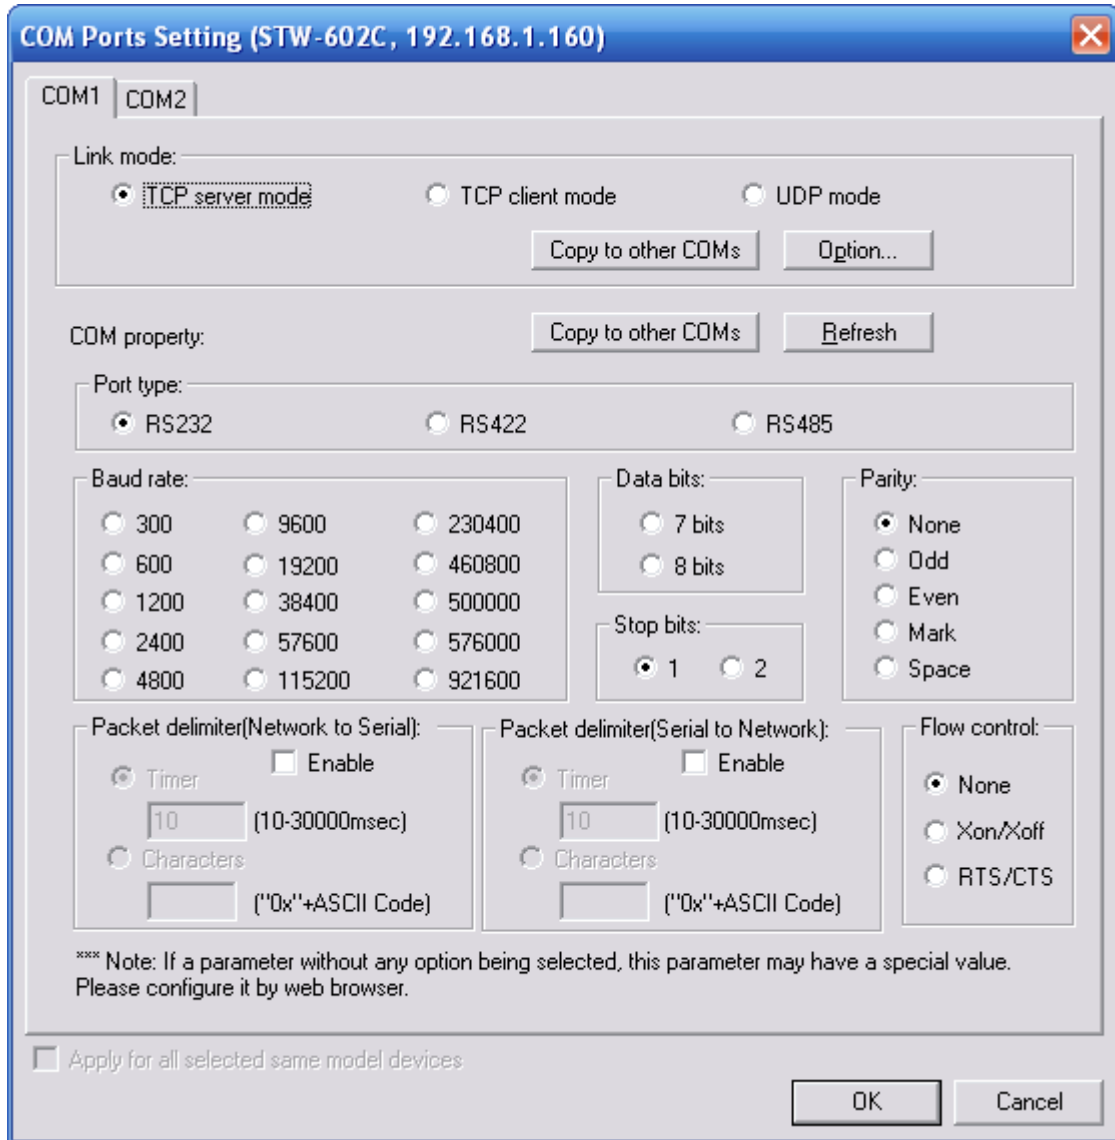 COM Ports Setting (STW-602C, 192.168.1.160)
COM1 COM2
Link mode:
TCP server mode TCP client mode UDP mode
Copy to other COMs Option...
COM property: Copy to other COMs Refresh
Port type:
RS232 RS422 RS485
Baud rate: Data bits: Parity:
300 9600 230400 7 bits None
600 19200 460800 8 bits Odd
1200 38400 500000 Even
2400 57600 576000 Stop bits: Mark
4800 115200 921600 1 2 Space
Packet delimiter(Network to Serial): Packet delimiter(Serial to Network): Flow control:
Enable Enable
Timer Timer None
10 (10-30000msec) 10 (10-30000msec) Xon/Xoff
Characters Characters RTS/CTS
("0x"+ASCII Code) ("0x"+ASCII Code)
*** Note: If a parameter without any option being selected, this parameter may have a special value.
Please configure it by web browser.
Apply for all selected same model devices
OK Cancel